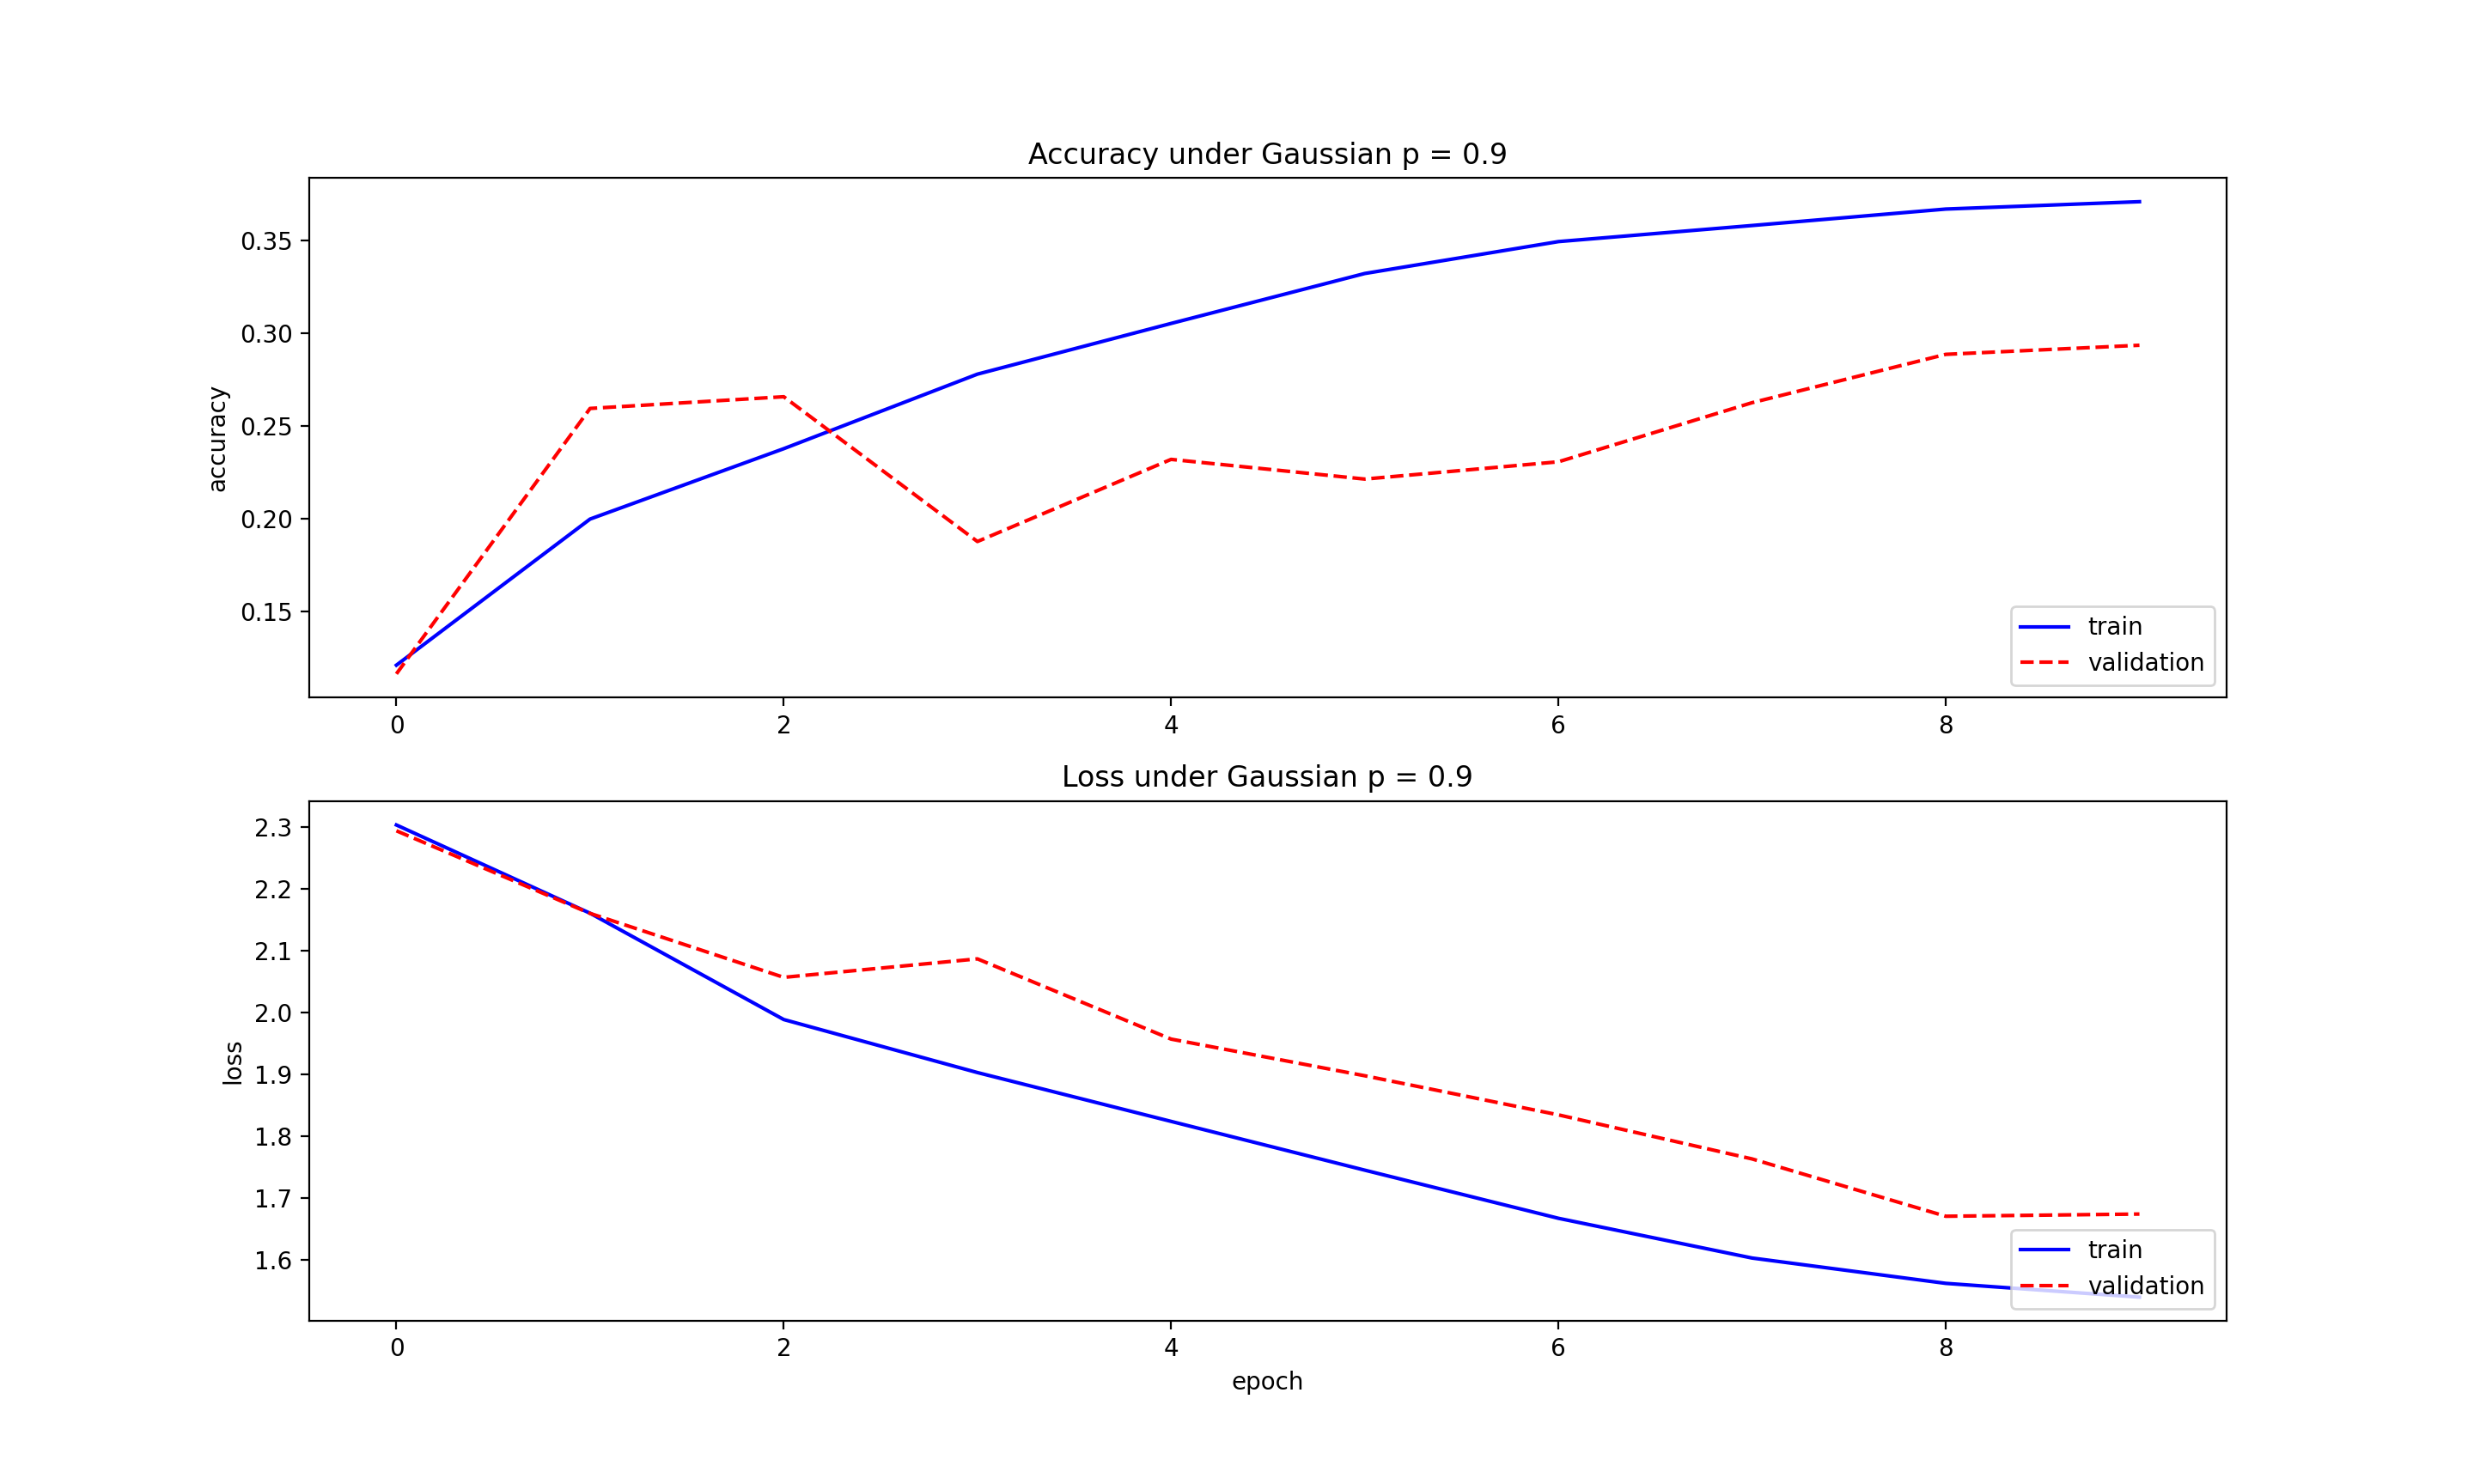 Accuracy under Gaussian p = 0.9
accuracy
0.35
0.30
0.25
0.20
0.15
train
validation
0 2 4 6 8
Loss under Gaussian p = 0.9
loss
2.3
2.2
2.1
2.0
1.9
1.8
1.7
1.6
train
validation
0 2 4 6 8
epoch